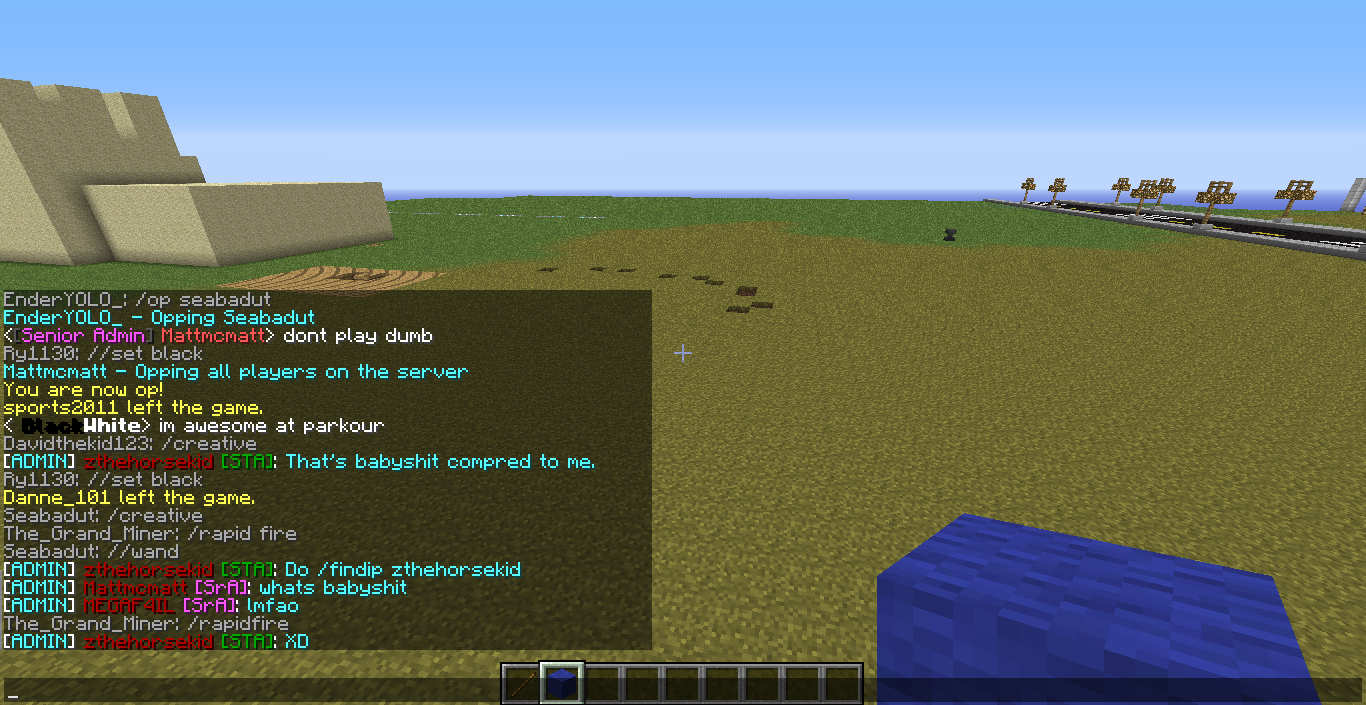 EnderYOLO_: /op seabadut
EnderYOLO_ - Opping Seabadut
<[Senior Admin] Mattmcmatt> dont play dumb
Ry1130: //set black
Mattmcmatt - Opping all players on the server
You are now op!
sports2011 left the game.
< BlackWhite> im awesome at parkour
Davidthekid123: /creative
[ADMIN] zthehorsekid [STA]: That's babyshit compred to me.
Ry1130: //set black
Danne_101 left the game.
Seabadut: /creative
The_Grand_Miner: /rapid fire
Seabadut: //wand
[ADMIN] zthehorsekid [STA]: Do /findip zthehorsekid
[ADMIN] Mattmcmatt [SrA]: whats babyshit
[ADMIN] MEGAF4IL [SrA]: lmfao
The_Grand_Miner: /rapidfire
[ADMIN] zthehorsekid [STA]: XD
_